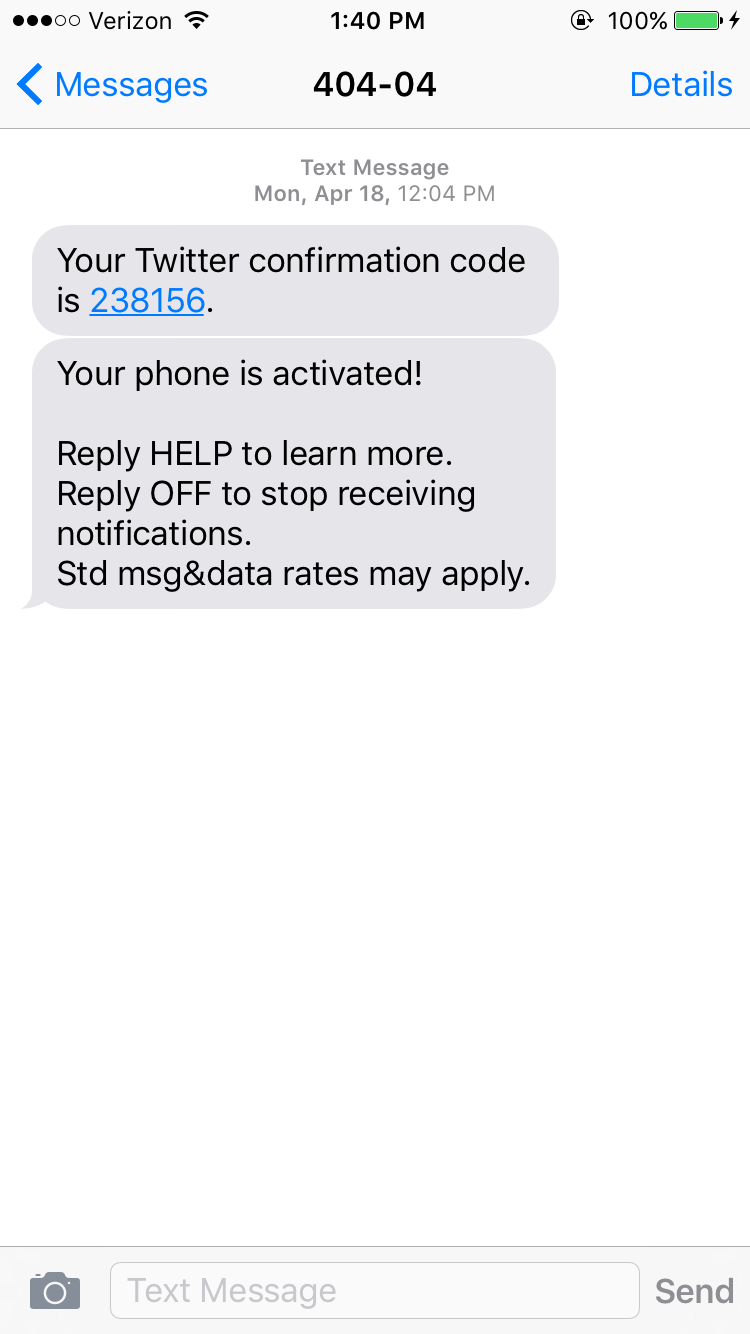 Verizon 1:40 PM 100%
Messages 404-04 Details
Text Message
Mon, Apr 18, 12:04 PM
Your Twitter confirmation code
is 238156.
Your phone is activated!
Reply HELP to learn more.
Reply OFF to stop receiving
notifications.
Std msg&data rates may apply.
Text Message Send